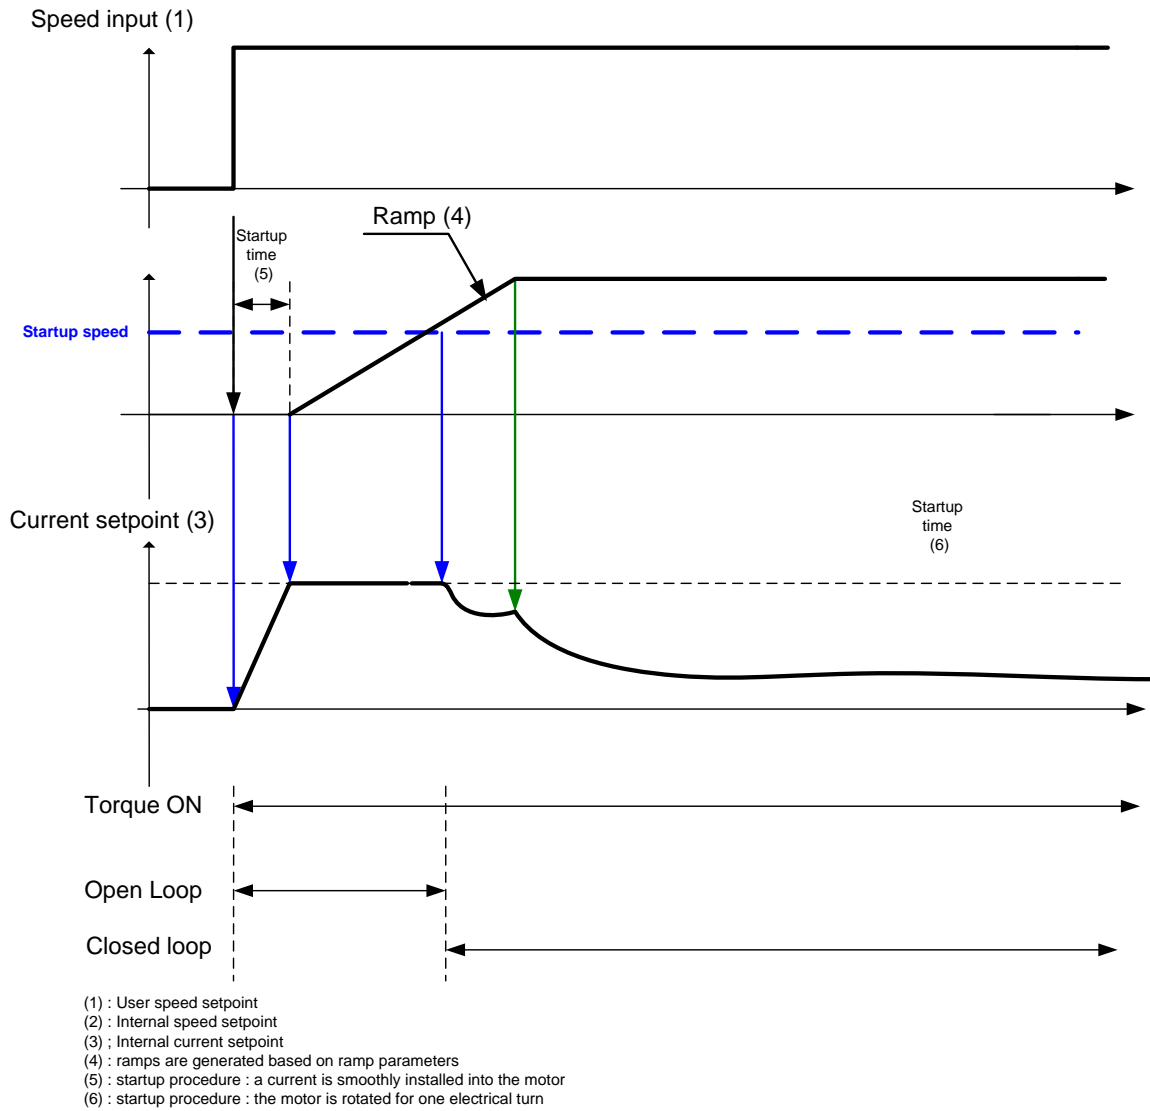 Speed input (1)
Ramp (4)
Startup
time
(5)
Startup speed
Current setpoint (3)
Startup
time
(6)
Torque ON
Open Loop
Closed loop
(1) : User speed setpoint
(2) : Internal speed setpoint
(3) ; Internal current setpoint
(4) : ramps are generated based on ramp parameters
(5) : startup procedure : a current is smoothly installed into the motor
(6) : startup procedure : the motor is rotated for one electrical turn